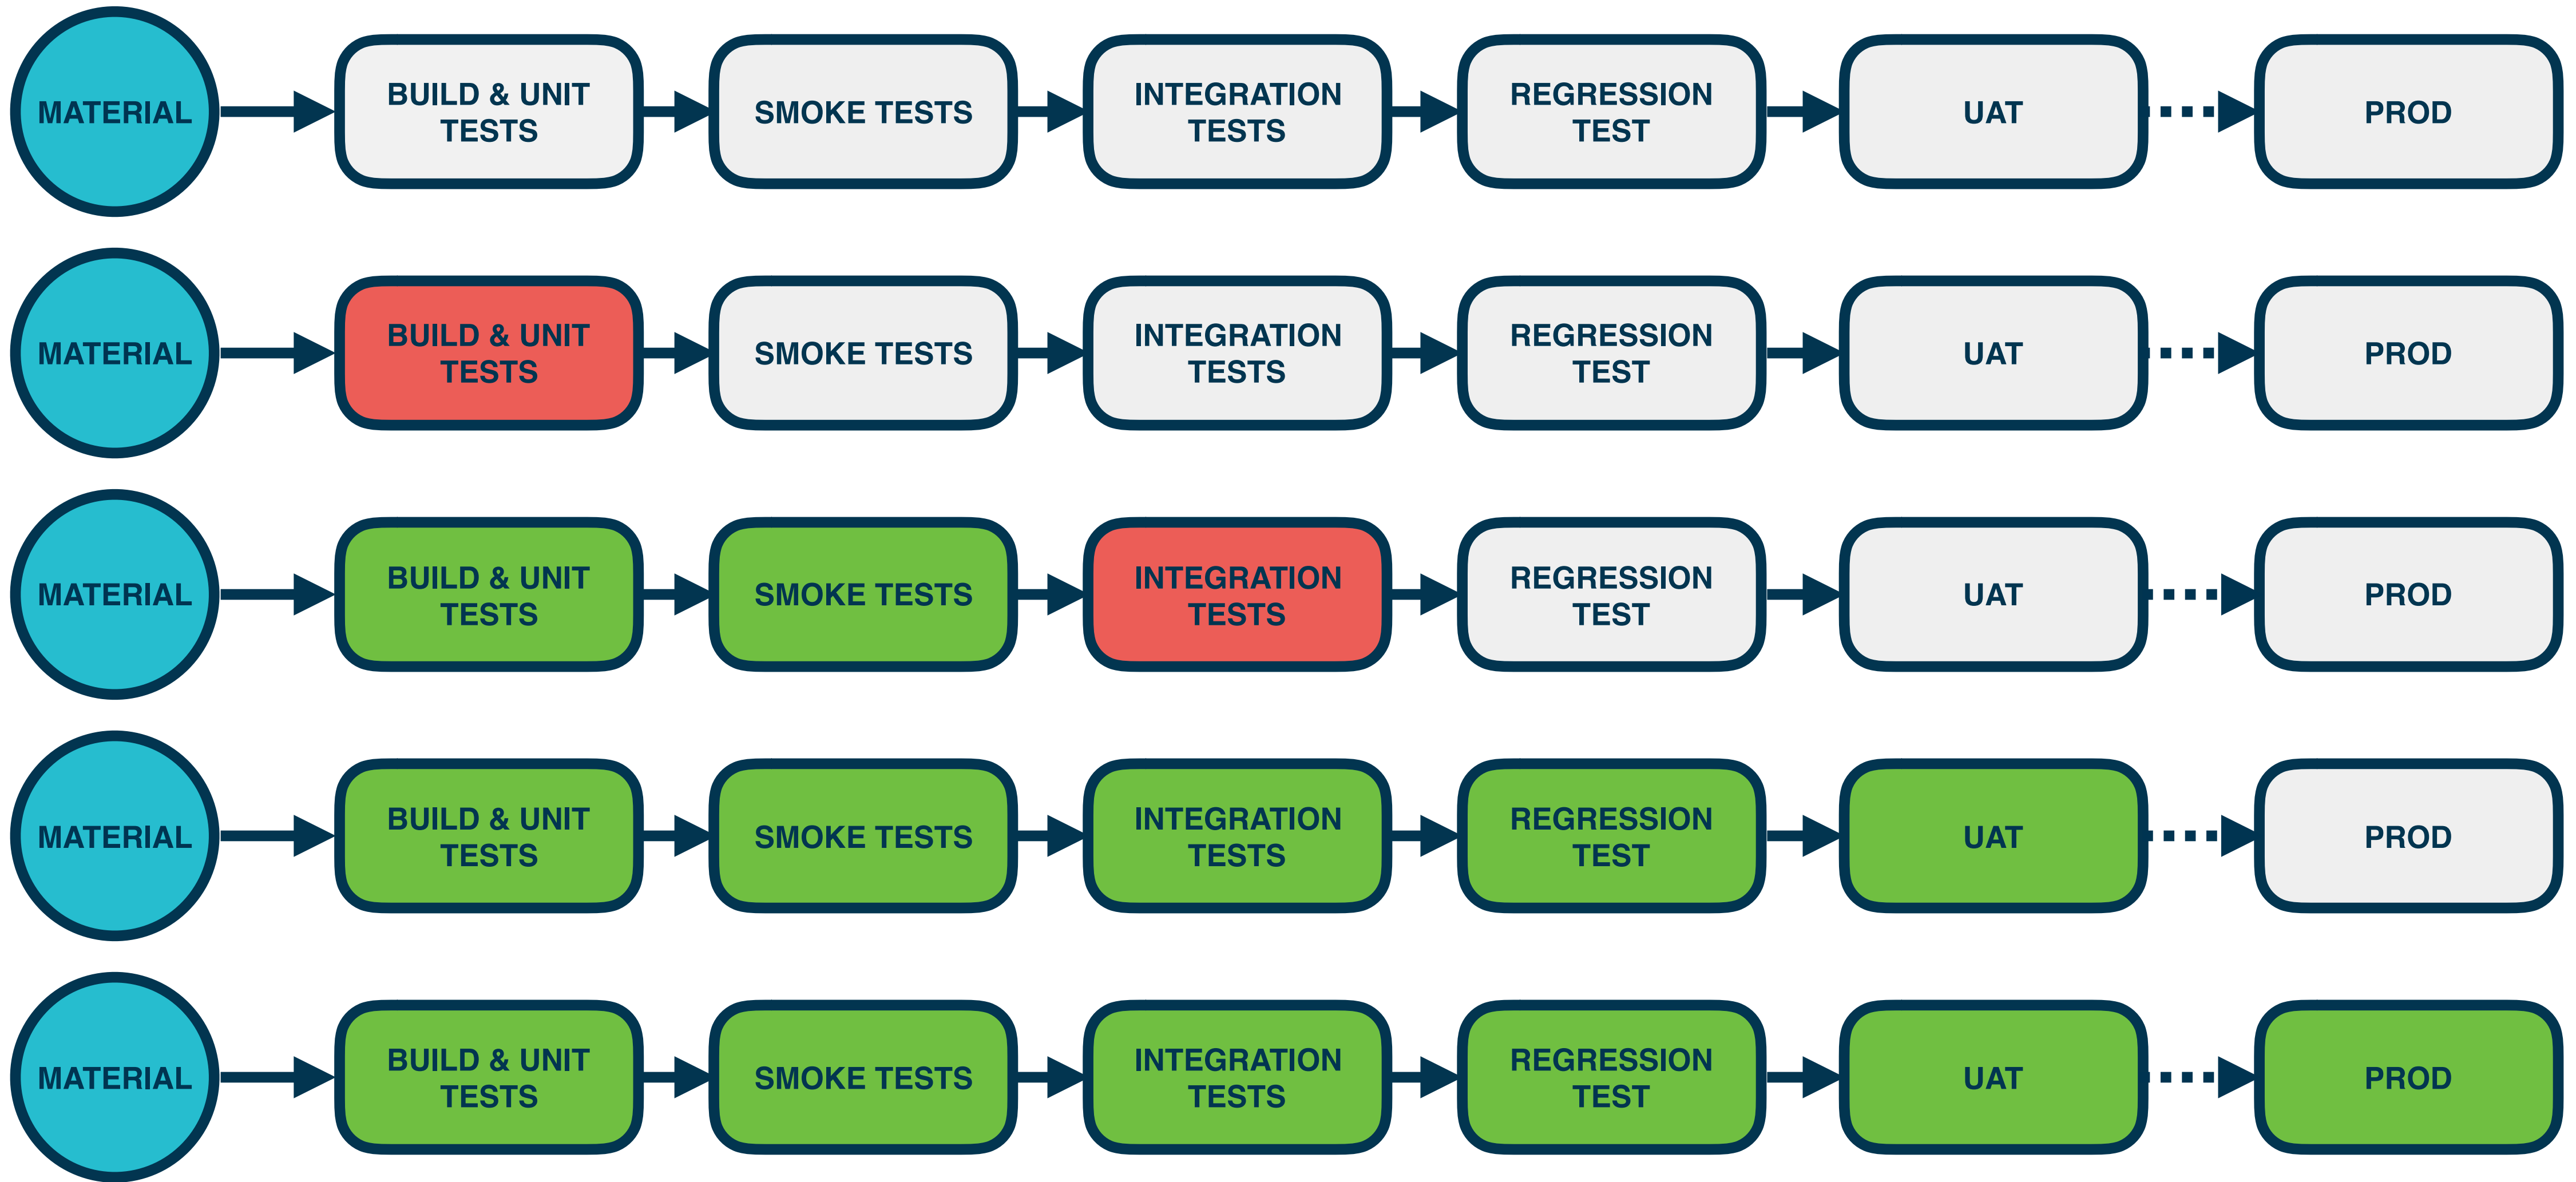 MATERIAL
BUILD & UNIT
TESTS
SMOKE TESTS
INTEGRATION
TESTS
REGRESSION
TEST
UAT
PROD
MATERIAL
BUILD & UNIT
TESTS
SMOKE TESTS
INTEGRATION
TESTS
REGRESSION
TEST
UAT
PROD
MATERIAL
BUILD & UNIT
TESTS
SMOKE TESTS
INTEGRATION
TESTS
REGRESSION
TEST
UAT
PROD
MATERIAL
BUILD & UNIT
TESTS
SMOKE TESTS
INTEGRATION
TESTS
REGRESSION
TEST
UAT
PROD
MATERIAL
BUILD & UNIT
TESTS
SMOKE TESTS
INTEGRATION
TESTS
REGRESSION
TEST
UAT
PROD